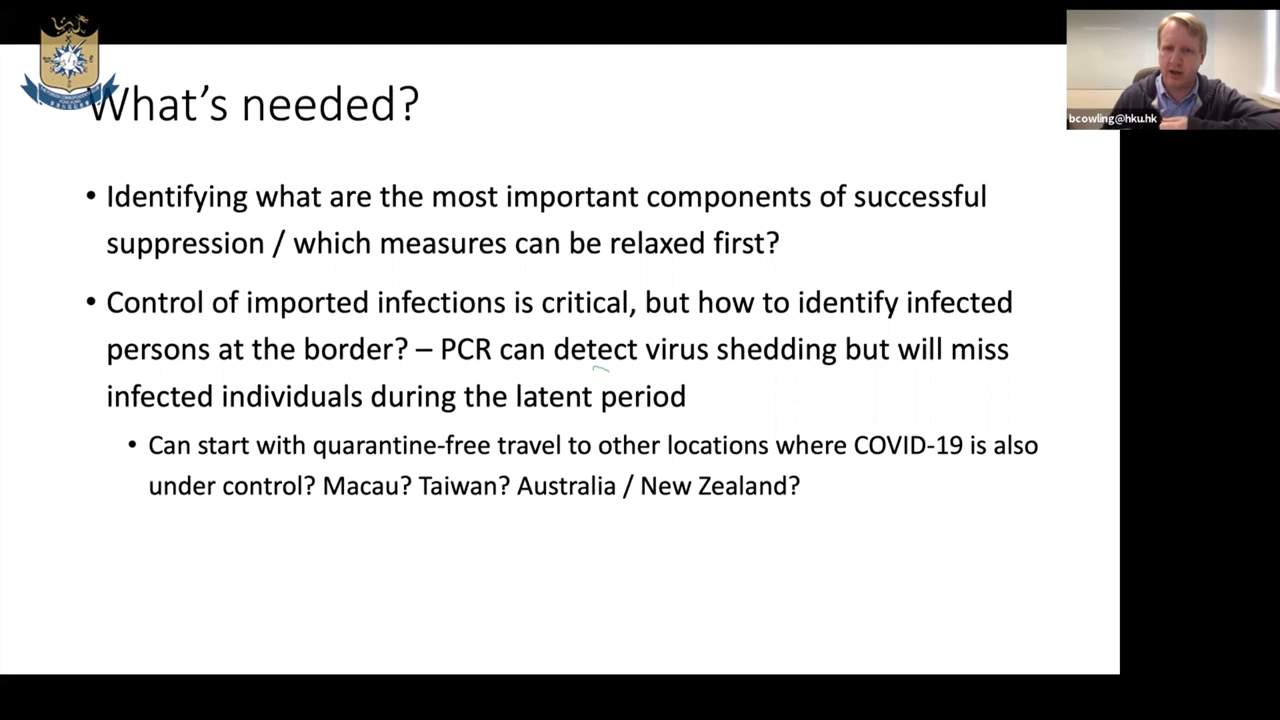 What's needed?
bcowling@hku.hk
• Identifying what are the most important components of successful
suppression / which measures can be relaxed first?
• Control of imported infections is critical, but how to identify infected
persons at the border? – PCR can detect virus shedding but will miss
infected individuals during the latent period
• Can start with quarantine-free travel to other locations where COVID-19 is also
under control? Macau? Taiwan? Australia / New Zealand?